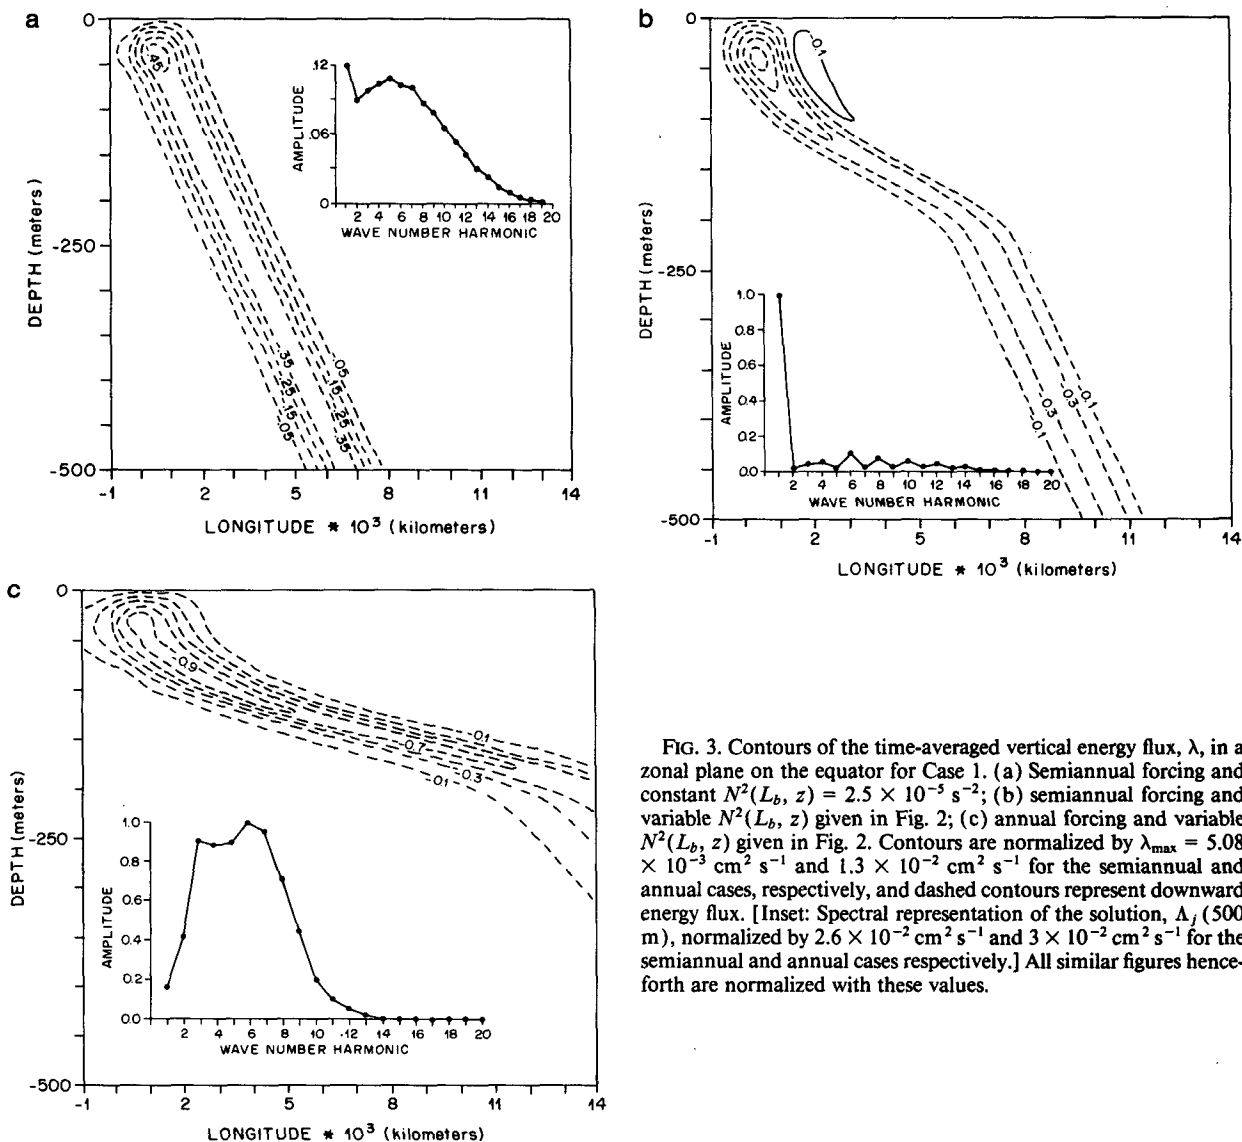 a
0
-250
-500
DEPTH (meters)
.45
.35
.25
.15
.05
.05
.15
.25
.35
-1
2
5
8
11
14
LONGITUDE * 10³ (kilometers)
.12
.06
0
AMPLITUDE
2 4 6 8 10 12 14 16 18 20
WAVE NUMBER HARMONIC
b
0
-250
-500
DEPTH (meters)
-0.1
-0.1
-0.3
-0.1
-1
2
5
8
11
14
LONGITUDE * 10³ (kilometers)
1.0
0.8
0.6
0.4
0.2
0.0
AMPLITUDE
2 4 6 8 10 12 14 16 18 20
WAVE NUMBER HARMONIC
c
0
-250
-500
DEPTH (meters)
-0.9
-0.7
-0.3
-0.1
-0.1
-1
2
5
8
11
14
LONGITUDE * 10³ (kilometers)
1.0
0.8
0.6
0.4
0.2
0.0
AMPLITUDE
2 4 6 8 10 12 14 16 18 20
WAVE NUMBER HARMONIC
FIG. 3. Contours of the time-averaged vertical energy flux, λ, in a
zonal plane on the equator for Case 1. (a) Semiannual forcing and
constant N²(L_b, z) = 2.5 × 10⁻⁵ s⁻²; (b) semiannual forcing and
variable N²(L_b, z) given in Fig. 2; (c) annual forcing and variable
N²(L_b, z) given in Fig. 2. Contours are normalized by λ_max = 5.08
× 10⁻³ cm² s⁻¹ and 1.3 × 10⁻² cm² s⁻¹ for the semiannual and
annual cases, respectively, and dashed contours represent downward
energy flux. [Inset: Spectral representation of the solution, Λ_j (500
m), normalized by 2.6 × 10⁻² cm² s⁻¹ and 3 × 10⁻² cm² s⁻¹ for the
semiannual and annual cases respectively.] All similar figures hence-
forth are normalized with these values.